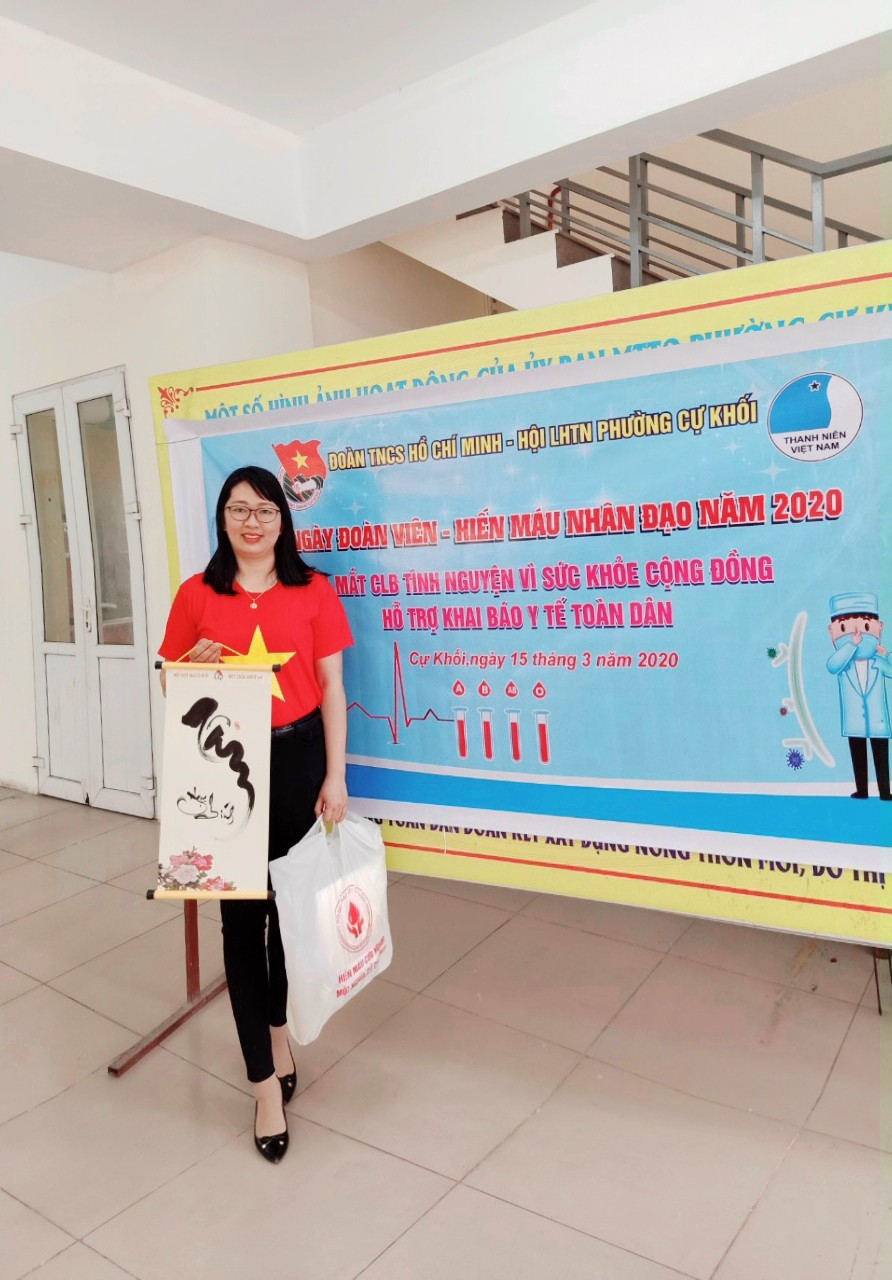 MỘT SỐ HÌNH ẢNH HOẠT ĐỘNG CỦA ỦY BAN MTTQ PHƯỜNG CỰ
ĐOÀN TNCS HỒ CHÍ MINH - HỘI LHTN PHƯỜNG CỰ KHỐI
THANH NIÊN
VIỆT NAM
NGÀY ĐOÀN VIÊN - HIẾN MÁU NHÂN ĐẠO NĂM 2020
MẮT CLB TÌNH NGUYỆN VÌ SỨC KHỎE CỘNG ĐỒNG
HỖ TRỢ KHAI BÁO Y TẾ TOÀN DÂN
Cự Khối,ngày 15 tháng 3 năm 2020
A B AB O
TOÀN DÂN ĐOÀN KẾT XÂY DỰNG NÔNG THÔN MỚI, ĐÔ THỊ
HIẾN MÁU CỨU NGƯỜI